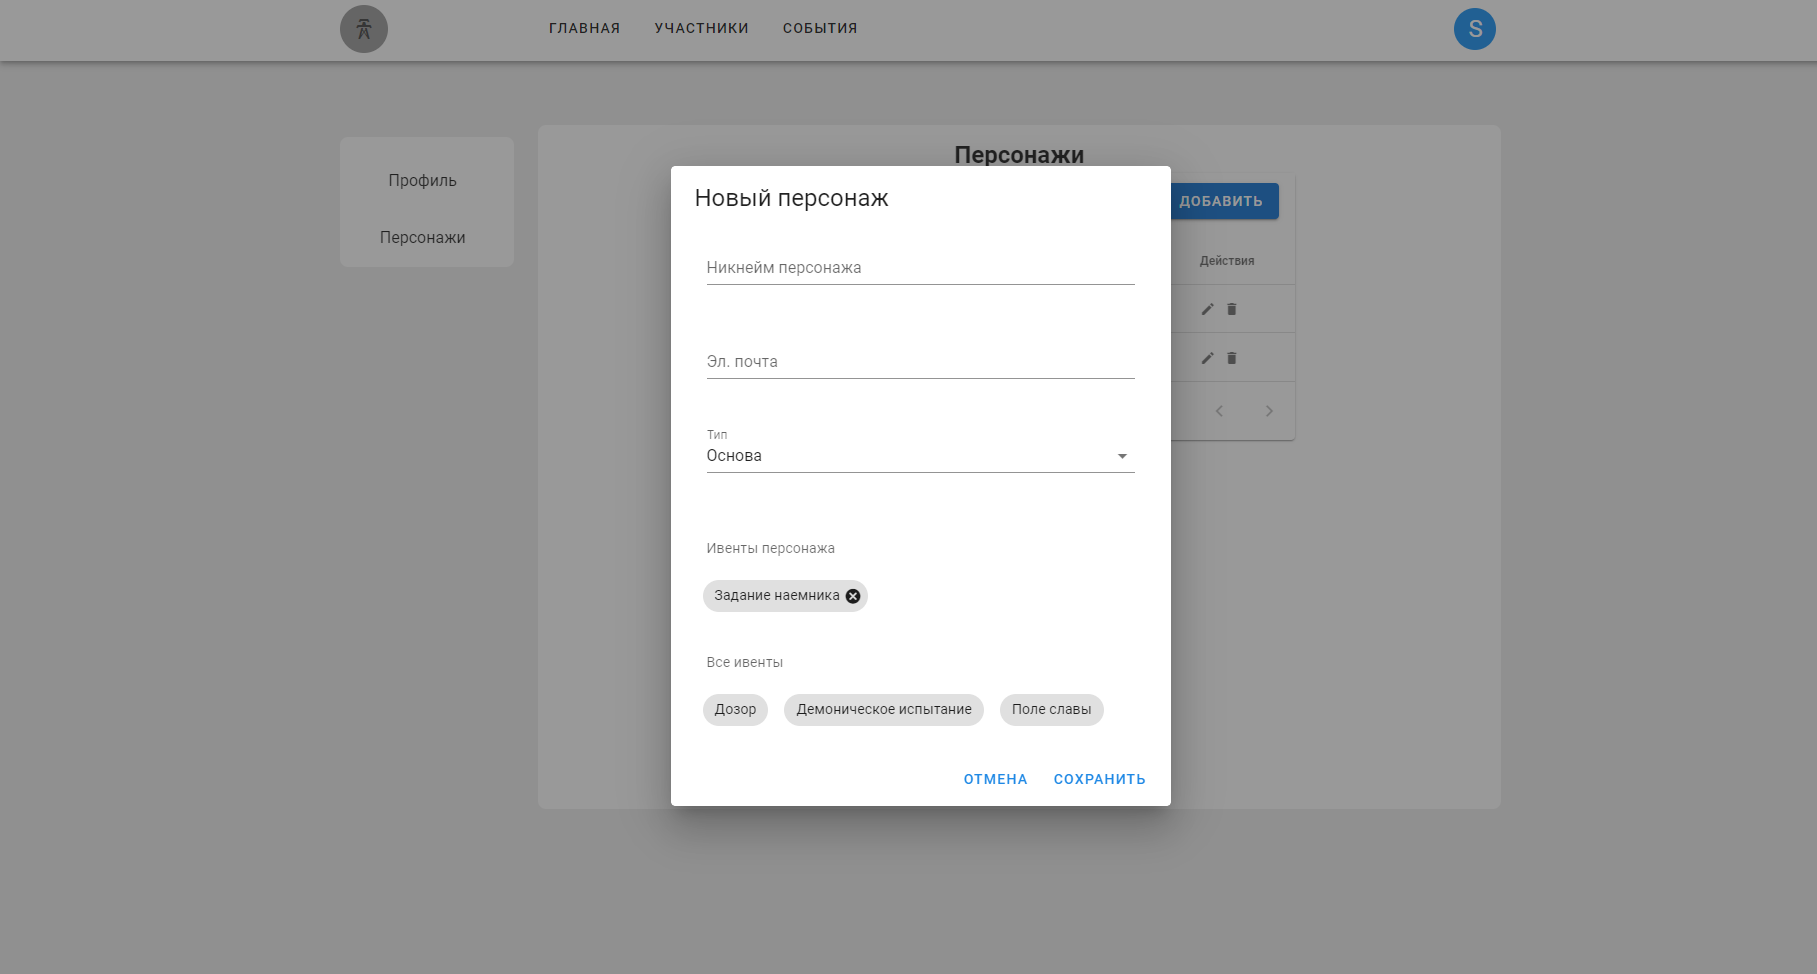 ГЛАВНАЯ УЧАСТНИКИ СОБЫТИЯ S
Профиль
Персонажи
Персонажи
ДОБАВИТЬ
Действия
Новый персонаж
Никнейм персонажа
Эл. почта
Тип
Основа
Ивенты персонажа
Задание наемника
Все ивенты
Дозор Демоническое испытание Поле славы
ОТМЕНА СОХРАНИТЬ